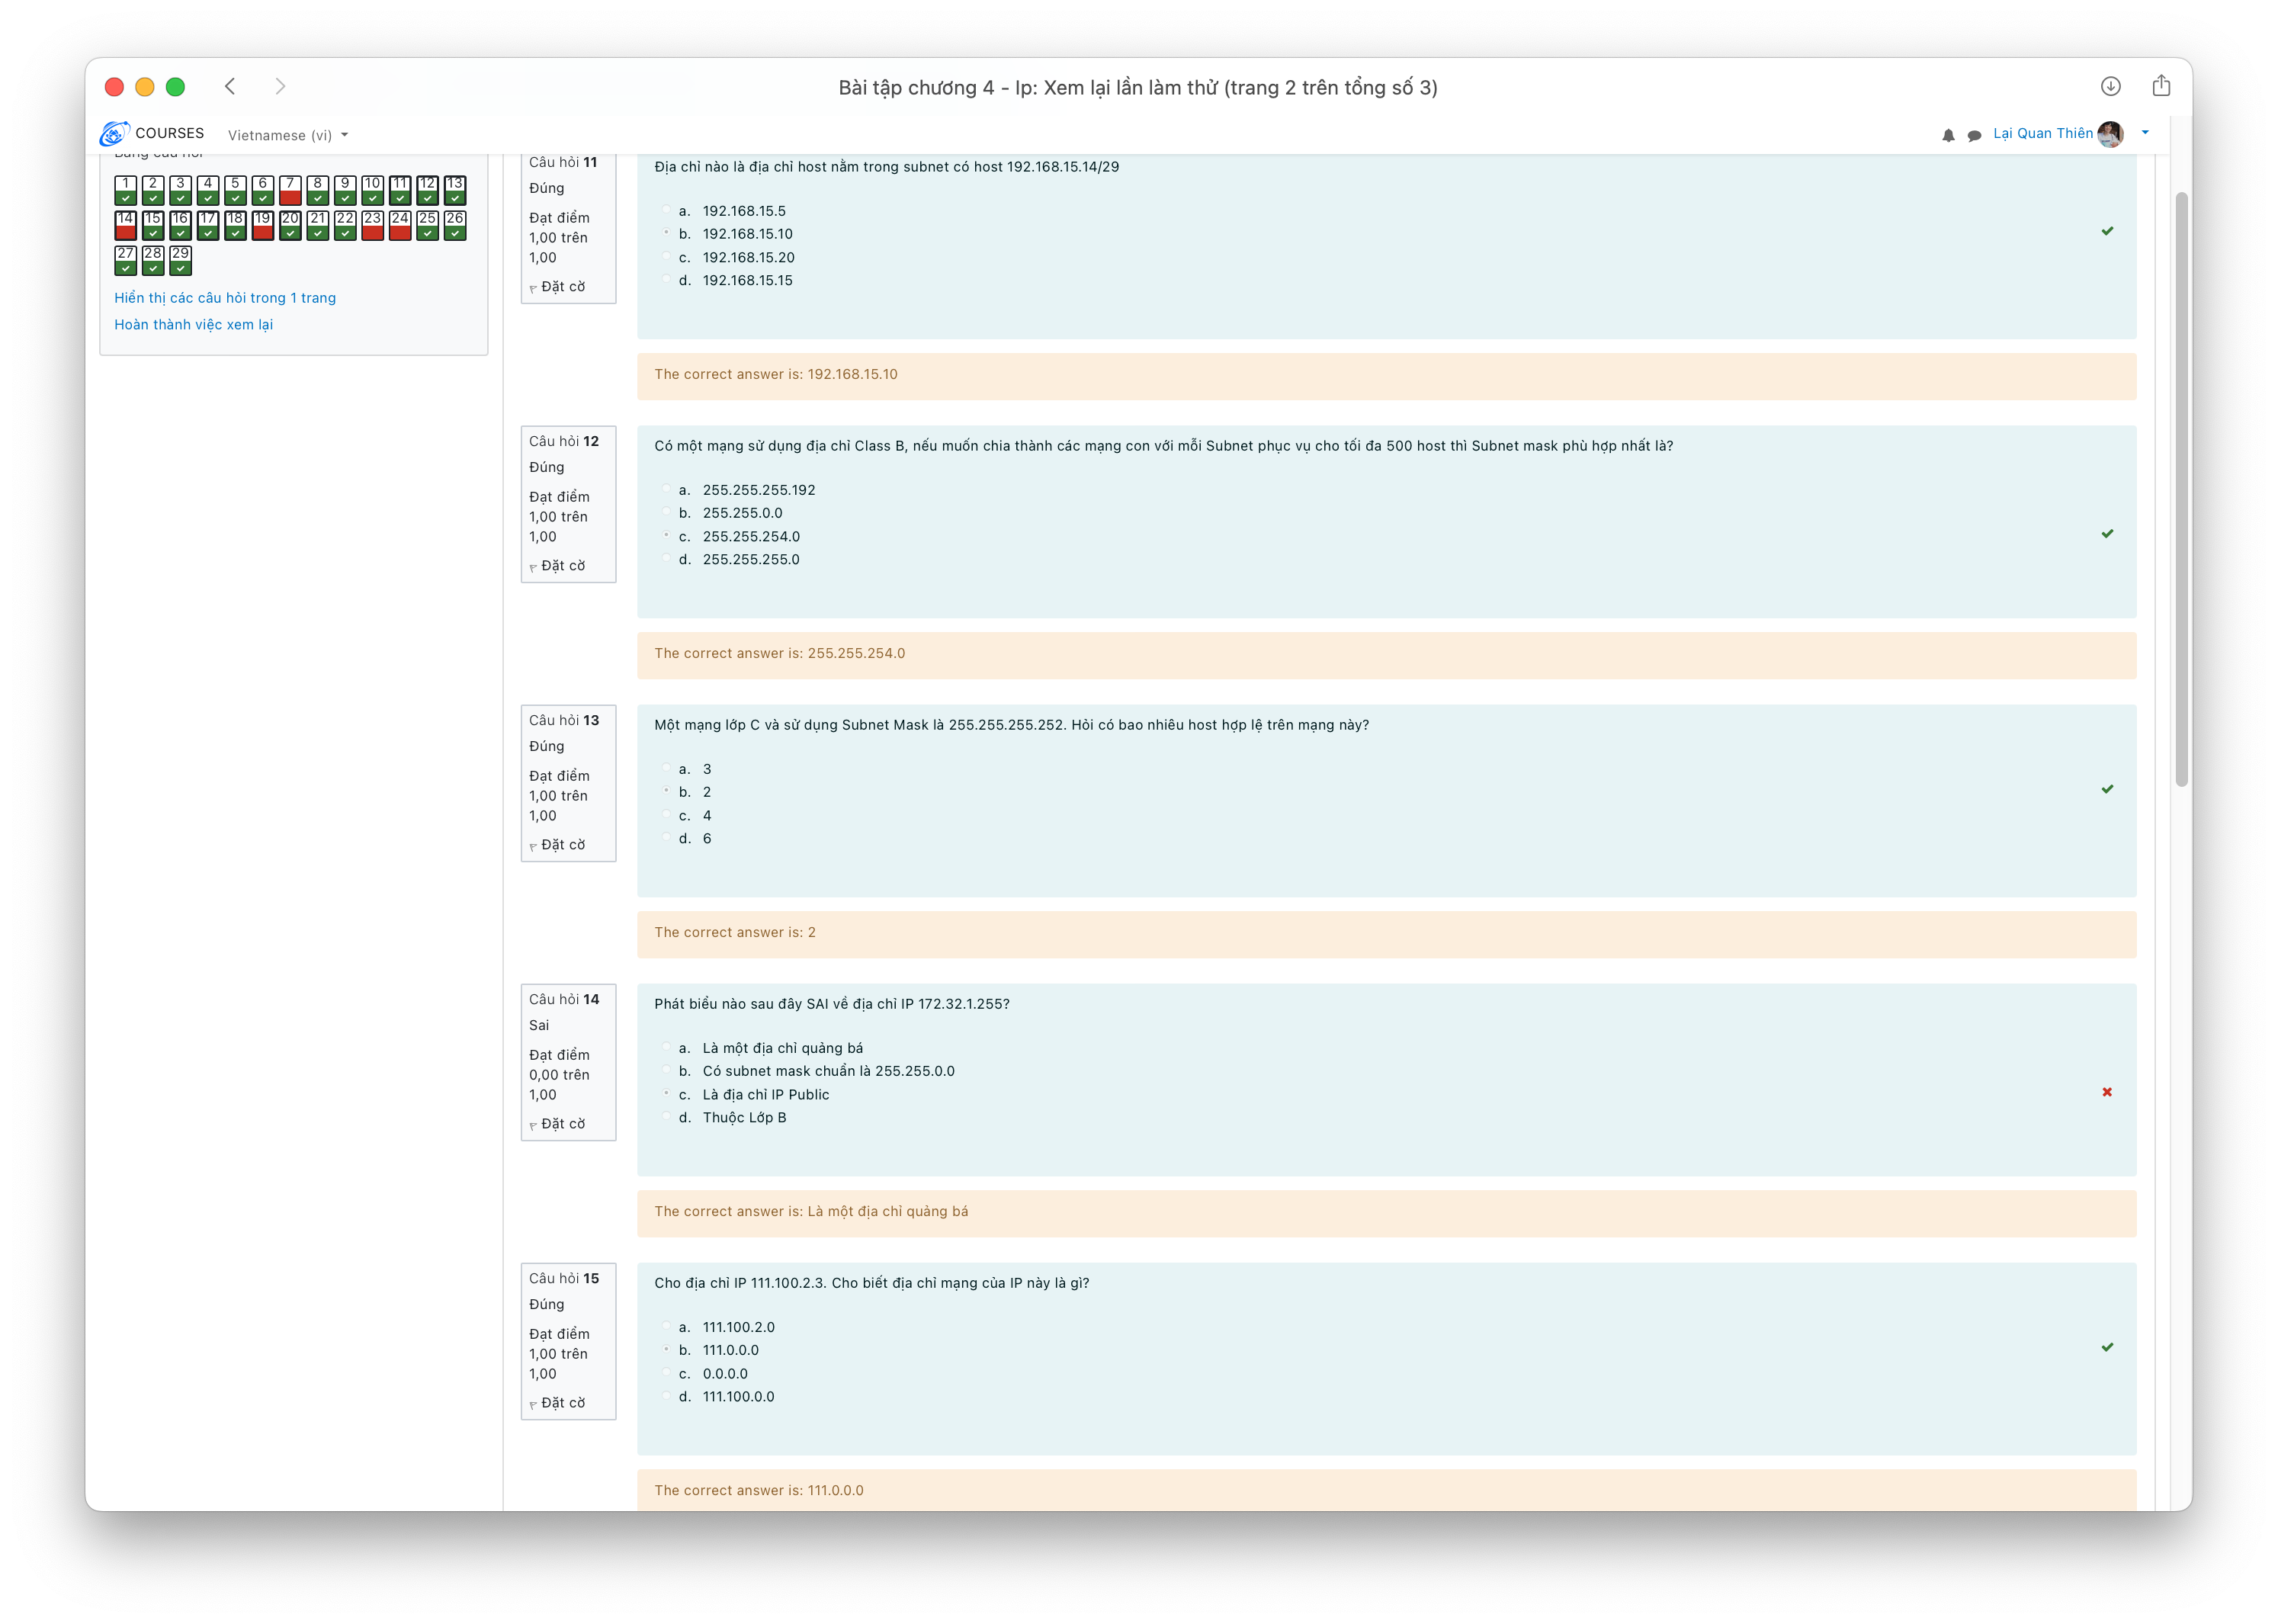 Bài tập chương 4 - Ip: Xem lại lần làm thử (trang 2 trên tổng số 3)
COURSES
Vietnamese (vi)
Lại Quan Thiên
Bảng câu hỏi
1 2 3 4 5 6 7 8 9 10 11 12 13
14 15 16 17 18 19 20 21 22 23 24 25 26
27 28 29
Hiển thị các câu hỏi trong 1 trang
Hoàn thành việc xem lại
Câu hỏi 11
Đúng
Đạt điểm
1,00 trên
1,00
Đặt cờ
Địa chỉ nào là địa chỉ host nằm trong subnet có host 192.168.15.14/29
a. 192.168.15.5
b. 192.168.15.10
c. 192.168.15.20
d. 192.168.15.15
The correct answer is: 192.168.15.10
Câu hỏi 12
Đúng
Đạt điểm
1,00 trên
1,00
Đặt cờ
Có một mạng sử dụng địa chỉ Class B, nếu muốn chia thành các mạng con với mỗi Subnet phục vụ cho tối đa 500 host thì Subnet mask phù hợp nhất là?
a. 255.255.255.192
b. 255.255.0.0
c. 255.255.254.0
d. 255.255.255.0
The correct answer is: 255.255.254.0
Câu hỏi 13
Đúng
Đạt điểm
1,00 trên
1,00
Đặt cờ
Một mạng lớp C và sử dụng Subnet Mask là 255.255.255.252. Hỏi có bao nhiêu host hợp lệ trên mạng này?
a. 3
b. 2
c. 4
d. 6
The correct answer is: 2
Câu hỏi 14
Sai
Đạt điểm
0,00 trên
1,00
Đặt cờ
Phát biểu nào sau đây SAI về địa chỉ IP 172.32.1.255?
a. Là một địa chỉ quảng bá
b. Có subnet mask chuẩn là 255.255.0.0
c. Là địa chỉ IP Public
d. Thuộc Lớp B
The correct answer is: Là một địa chỉ quảng bá
Câu hỏi 15
Đúng
Đạt điểm
1,00 trên
1,00
Đặt cờ
Cho địa chỉ IP 111.100.2.3. Cho biết địa chỉ mạng của IP này là gì?
a. 111.100.2.0
b. 111.0.0.0
c. 0.0.0.0
d. 111.100.0.0
The correct answer is: 111.0.0.0